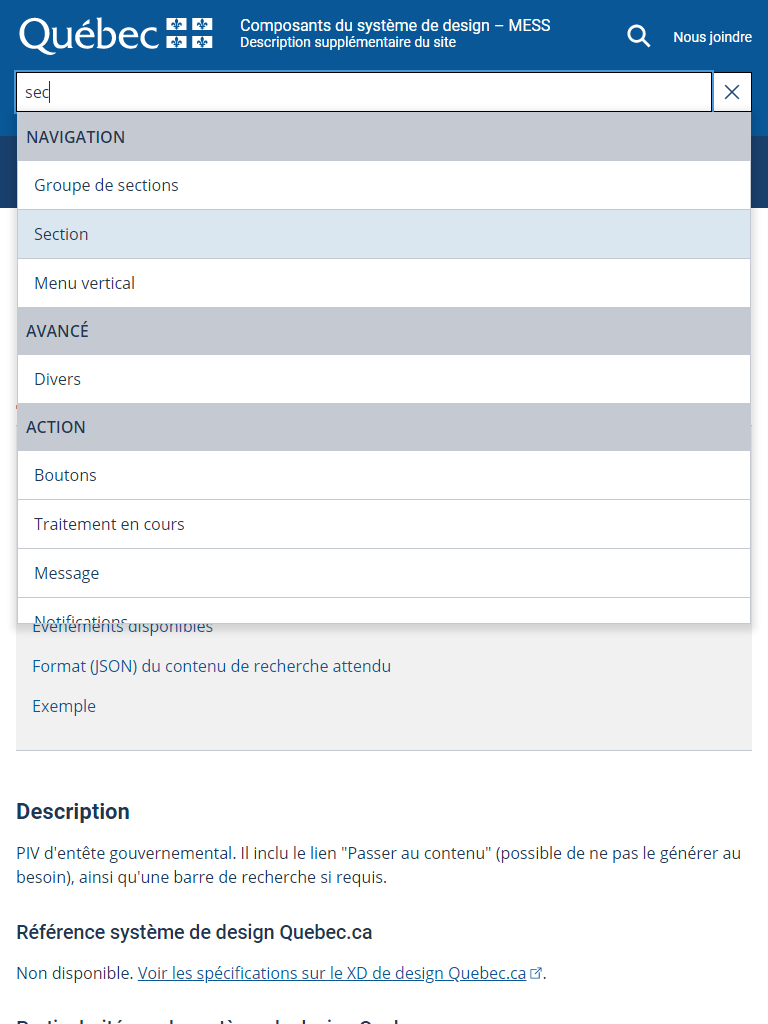 Québec
Composants du système de design – MESS
Description supplémentaire du site
Nous joindre
sec
NAVIGATION
Groupe de sections
Section
Menu vertical
AVANCÉ
Divers
ACTION
Boutons
Traitement en cours
Message
Notifications
Événements disponibles
Format (JSON) du contenu de recherche attendu
Exemple
Description
PIV d'entête gouvernemental. Il inclu le lien "Passer au contenu" (possible de ne pas le générer au
besoin), ainsi qu'une barre de recherche si requis.
Référence système de design Quebec.ca
Non disponible. Voir les spécifications sur le XD de design Quebec.ca.